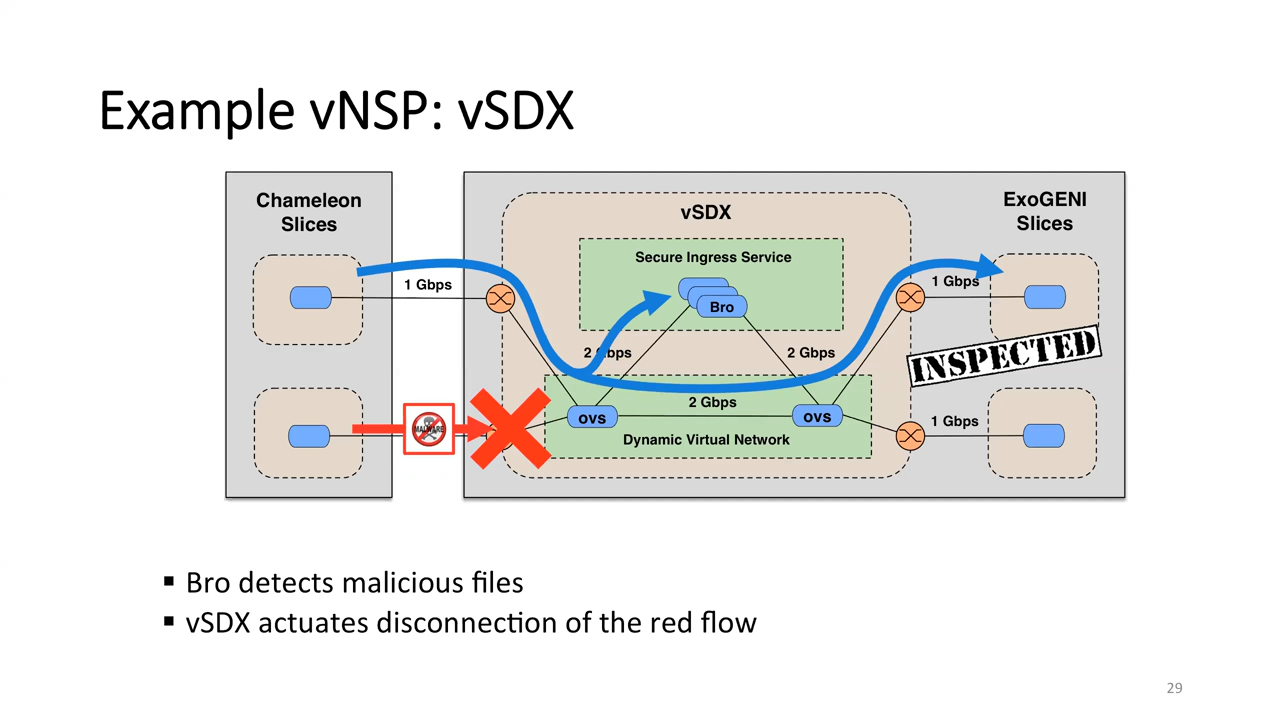 Example vNSP: vSDX
Chameleon
Slices
vSDX
ExoGENI
Slices
Secure Ingress Service
1 Gbps
1 Gbps
Bro
2 Gbps
2 Gbps
INSPECTED
2 Gbps
ovs
ovs
MALWARE
1 Gbps
Dynamic Virtual Network
▪ Bro detects malicious files
▪ vSDX actuates disconnection of the red flow
29